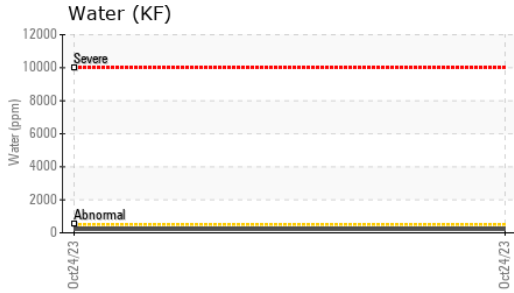 Water (KF)
12000
Severe
10000
8000
6000
Water (ppm)
4000
2000
Abnormal
0
Oct24/23
Oct24/23